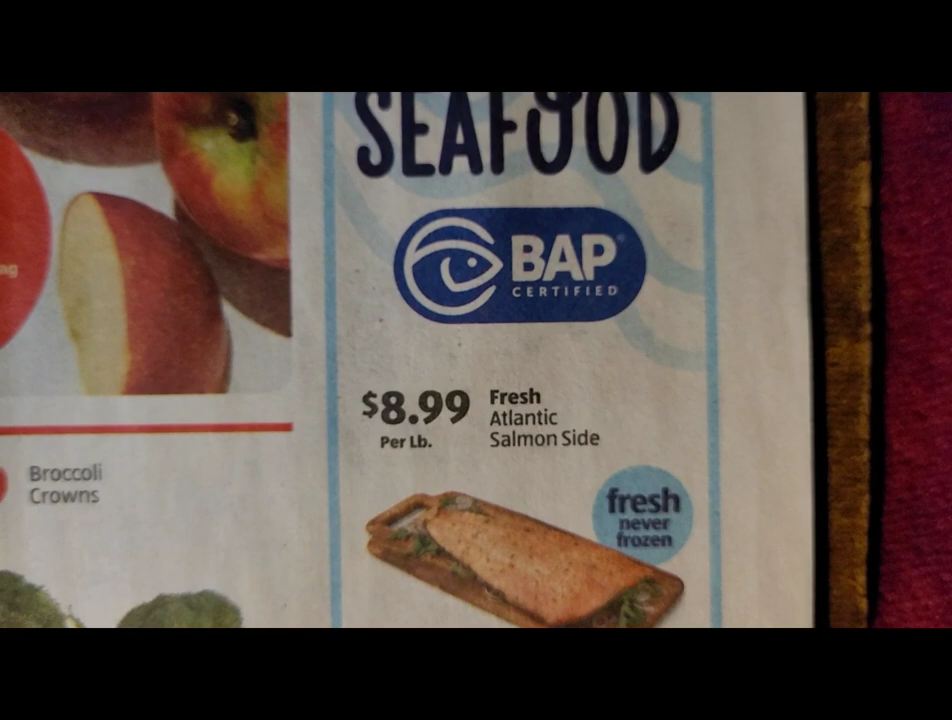 SEAFOOD
BAP
CERTIFIED
$8.99
Per Lb.
Fresh
Atlantic
Salmon Side
fresh
never
frozen
Broccoli
Crowns